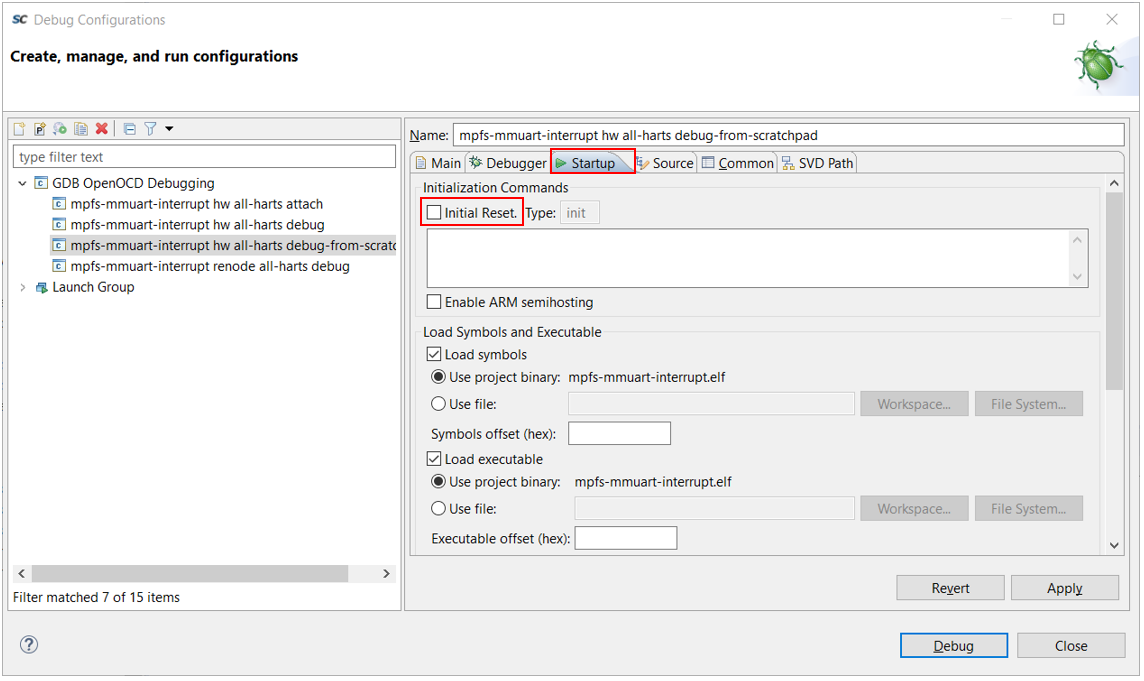 SC Debug Configurations
Create, manage, and run configurations
type filter text
GDB OpenOCD Debugging
mpfs-mmuart-interrupt hw all-harts attach
mpfs-mmuart-interrupt hw all-harts debug
mpfs-mmuart-interrupt hw all-harts debug-from-scratc
mpfs-mmuart-interrupt renode all-harts debug
Launch Group
Filter matched 7 of 15 items
Name: mpfs-mmuart-interrupt hw all-harts debug-from-scratchpad
Main Debugger Startup Source Common SVD Path
Initialization Commands
Initial Reset. Type: init
Enable ARM semihosting
Load Symbols and Executable
Load symbols
Use project binary: mpfs-mmuart-interrupt.elf
Use file: Workspace... File System...
Symbols offset (hex):
Load executable
Use project binary: mpfs-mmuart-interrupt.elf
Use file: Workspace... File System...
Executable offset (hex):
Revert Apply
Debug Close